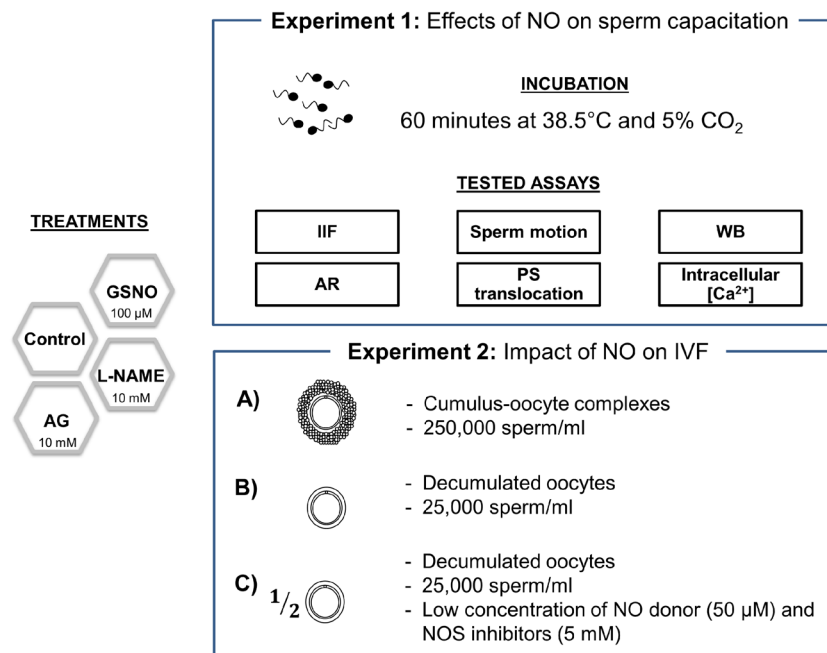 Experiment 1: Effects of NO on sperm capacitation
INCUBATION
60 minutes at 38.5°C and 5% CO₂
TESTED ASSAYS
IIF
Sperm motion
WB
AR
PS
translocation
Intracellular
[Ca²⁺]
TREATMENTS
GSNO
100 µM
Control
L-NAME
10 mM
AG
10 mM
Experiment 2: Impact of NO on IVF
A)
- Cumulus-oocyte complexes
- 250,000 sperm/ml
B)
- Decumulated oocytes
- 25,000 sperm/ml
C)
1/2
- Decumulated oocytes
- 25,000 sperm/ml
- Low concentration of NO donor (50 µM) and
NOS inhibitors (5 mM)